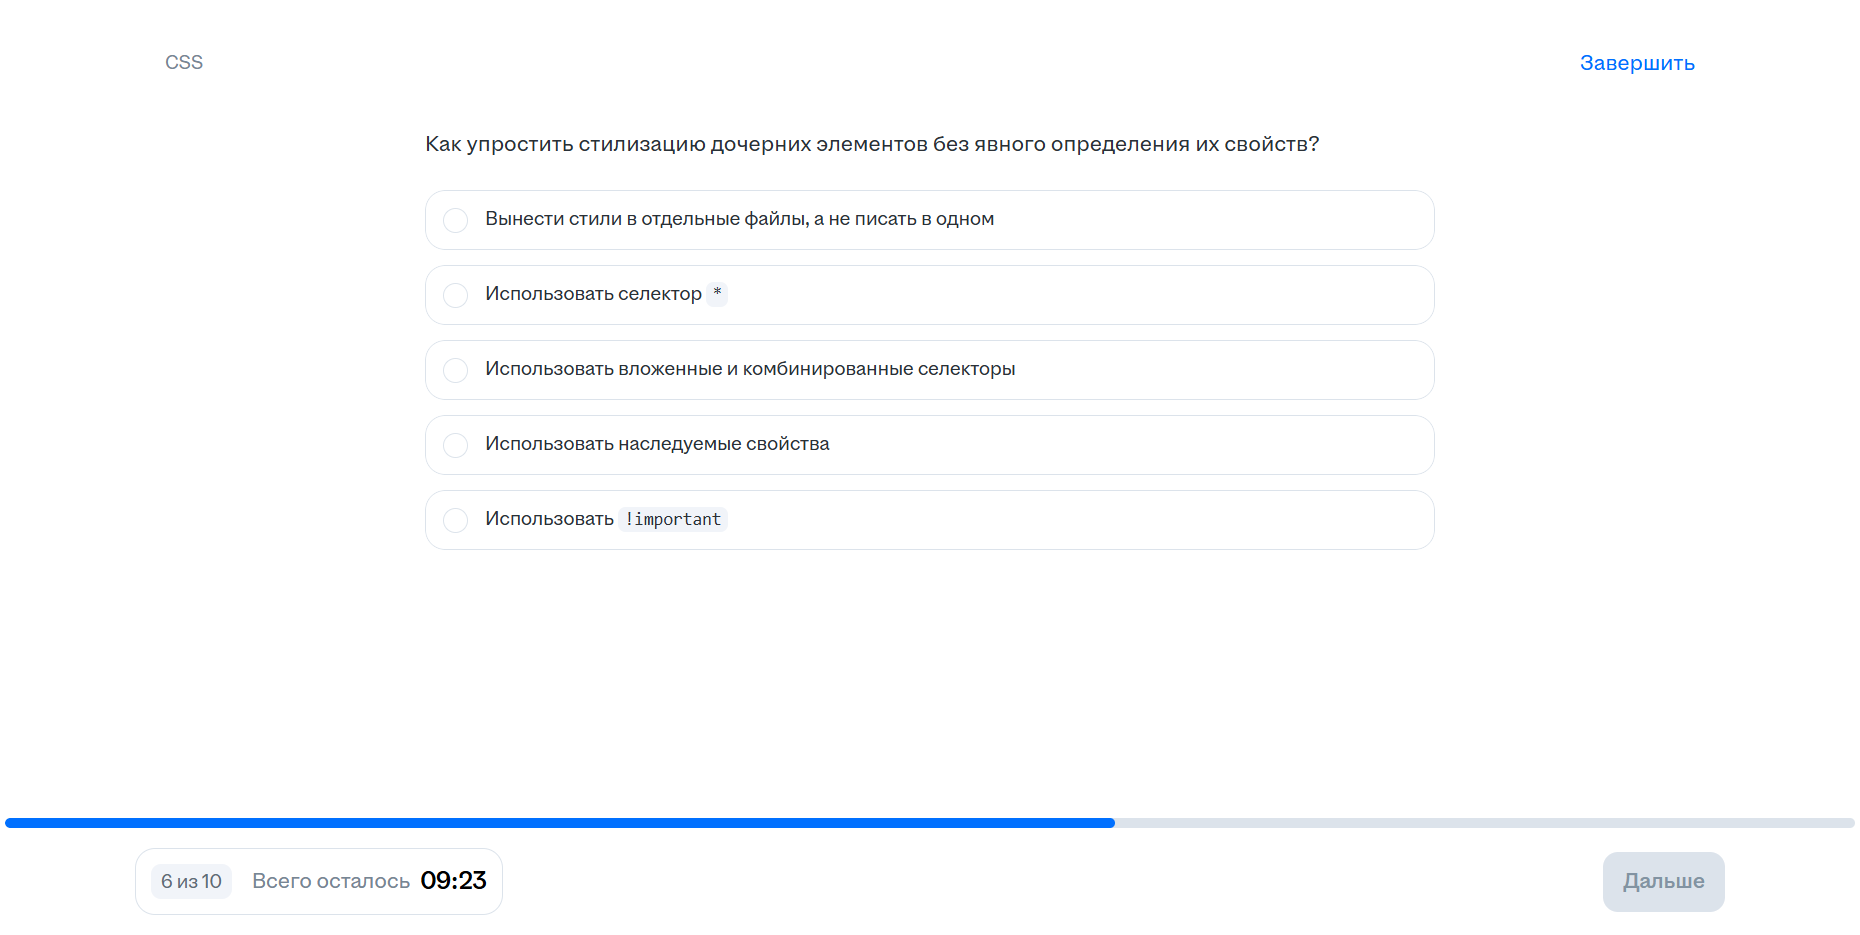 CSS
Завершить
Как упростить стилизацию дочерних элементов без явного определения их свойств?
Вынести стили в отдельные файлы, а не писать в одном
Использовать селектор *
Использовать вложенные и комбинированные селекторы
Использовать наследуемые свойства
Использовать !important
6 из 10 Всего осталось 09:23
Дальше